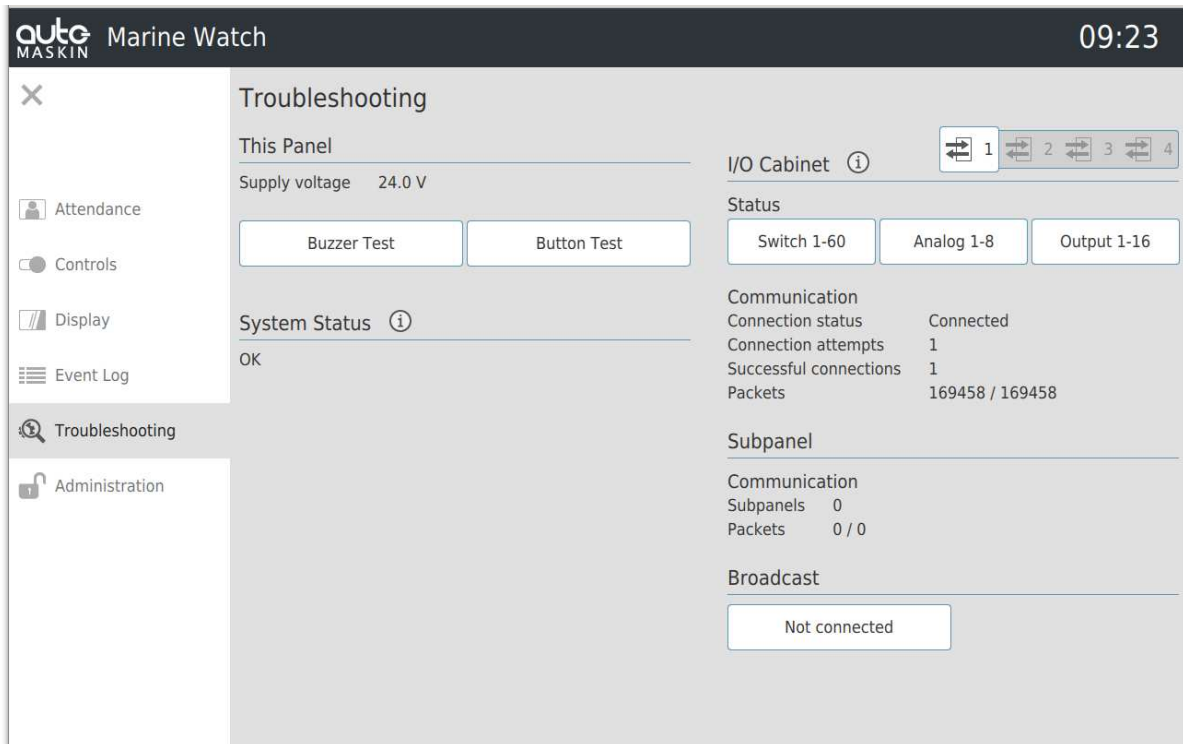 auto
MASKIN
Marine Watch
09:23
Attendance
Controls
Display
Event Log
Troubleshooting
Administration
Troubleshooting
This Panel
Supply voltage 24.0 V
Buzzer Test
Button Test
System Status
OK
I/O Cabinet
1 2 3 4
Status
Switch 1-60
Analog 1-8
Output 1-16
Communication
Connection status Connected
Connection attempts 1
Successful connections 1
Packets 169458 / 169458
Subpanel
Communication
Subpanels 0
Packets 0 / 0
Broadcast
Not connected